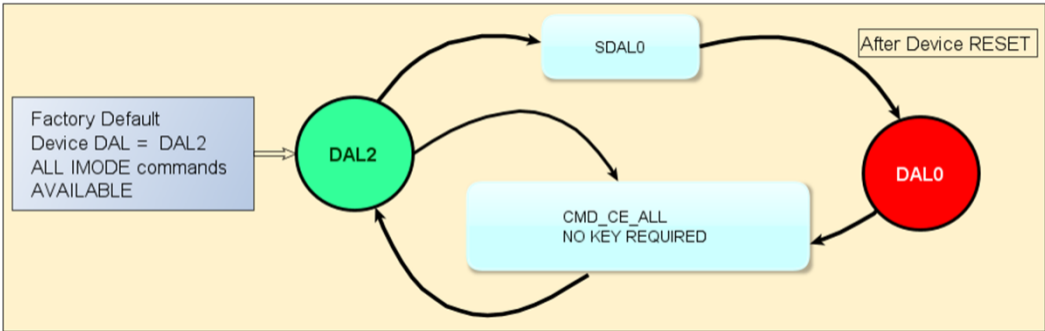 SDAL0
After Device RESET
Factory Default
Device DAL = DAL2
ALL IMODE commands
AVAILABLE
DAL2
DAL0
CMD_CE_ALL
NO KEY REQUIRED